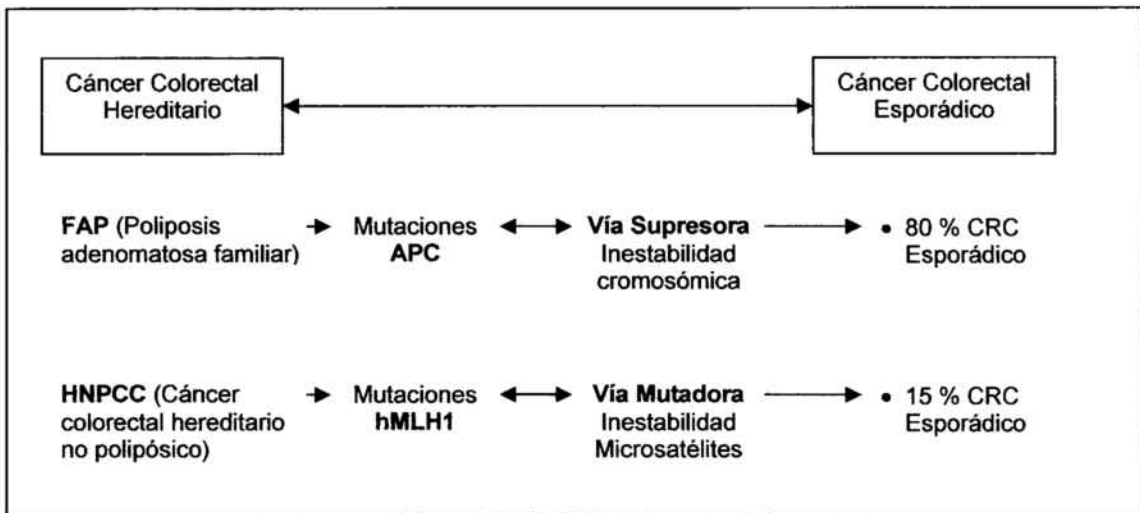 Cáncer Colorectal
Hereditario
Cáncer Colorectal
Esporádico
FAP (Poliposis
adenomatosa familiar)
Mutaciones
APC
Vía Supresora
Inestabilidad
cromosómica
• 80 % CRC
Esporádico
HNPCC (Cáncer
colorectal hereditario
no polipósico)
Mutaciones
hMLH1
Vía Mutadora
Inestabilidad
Microsatélites
• 15 % CRC
Esporádico